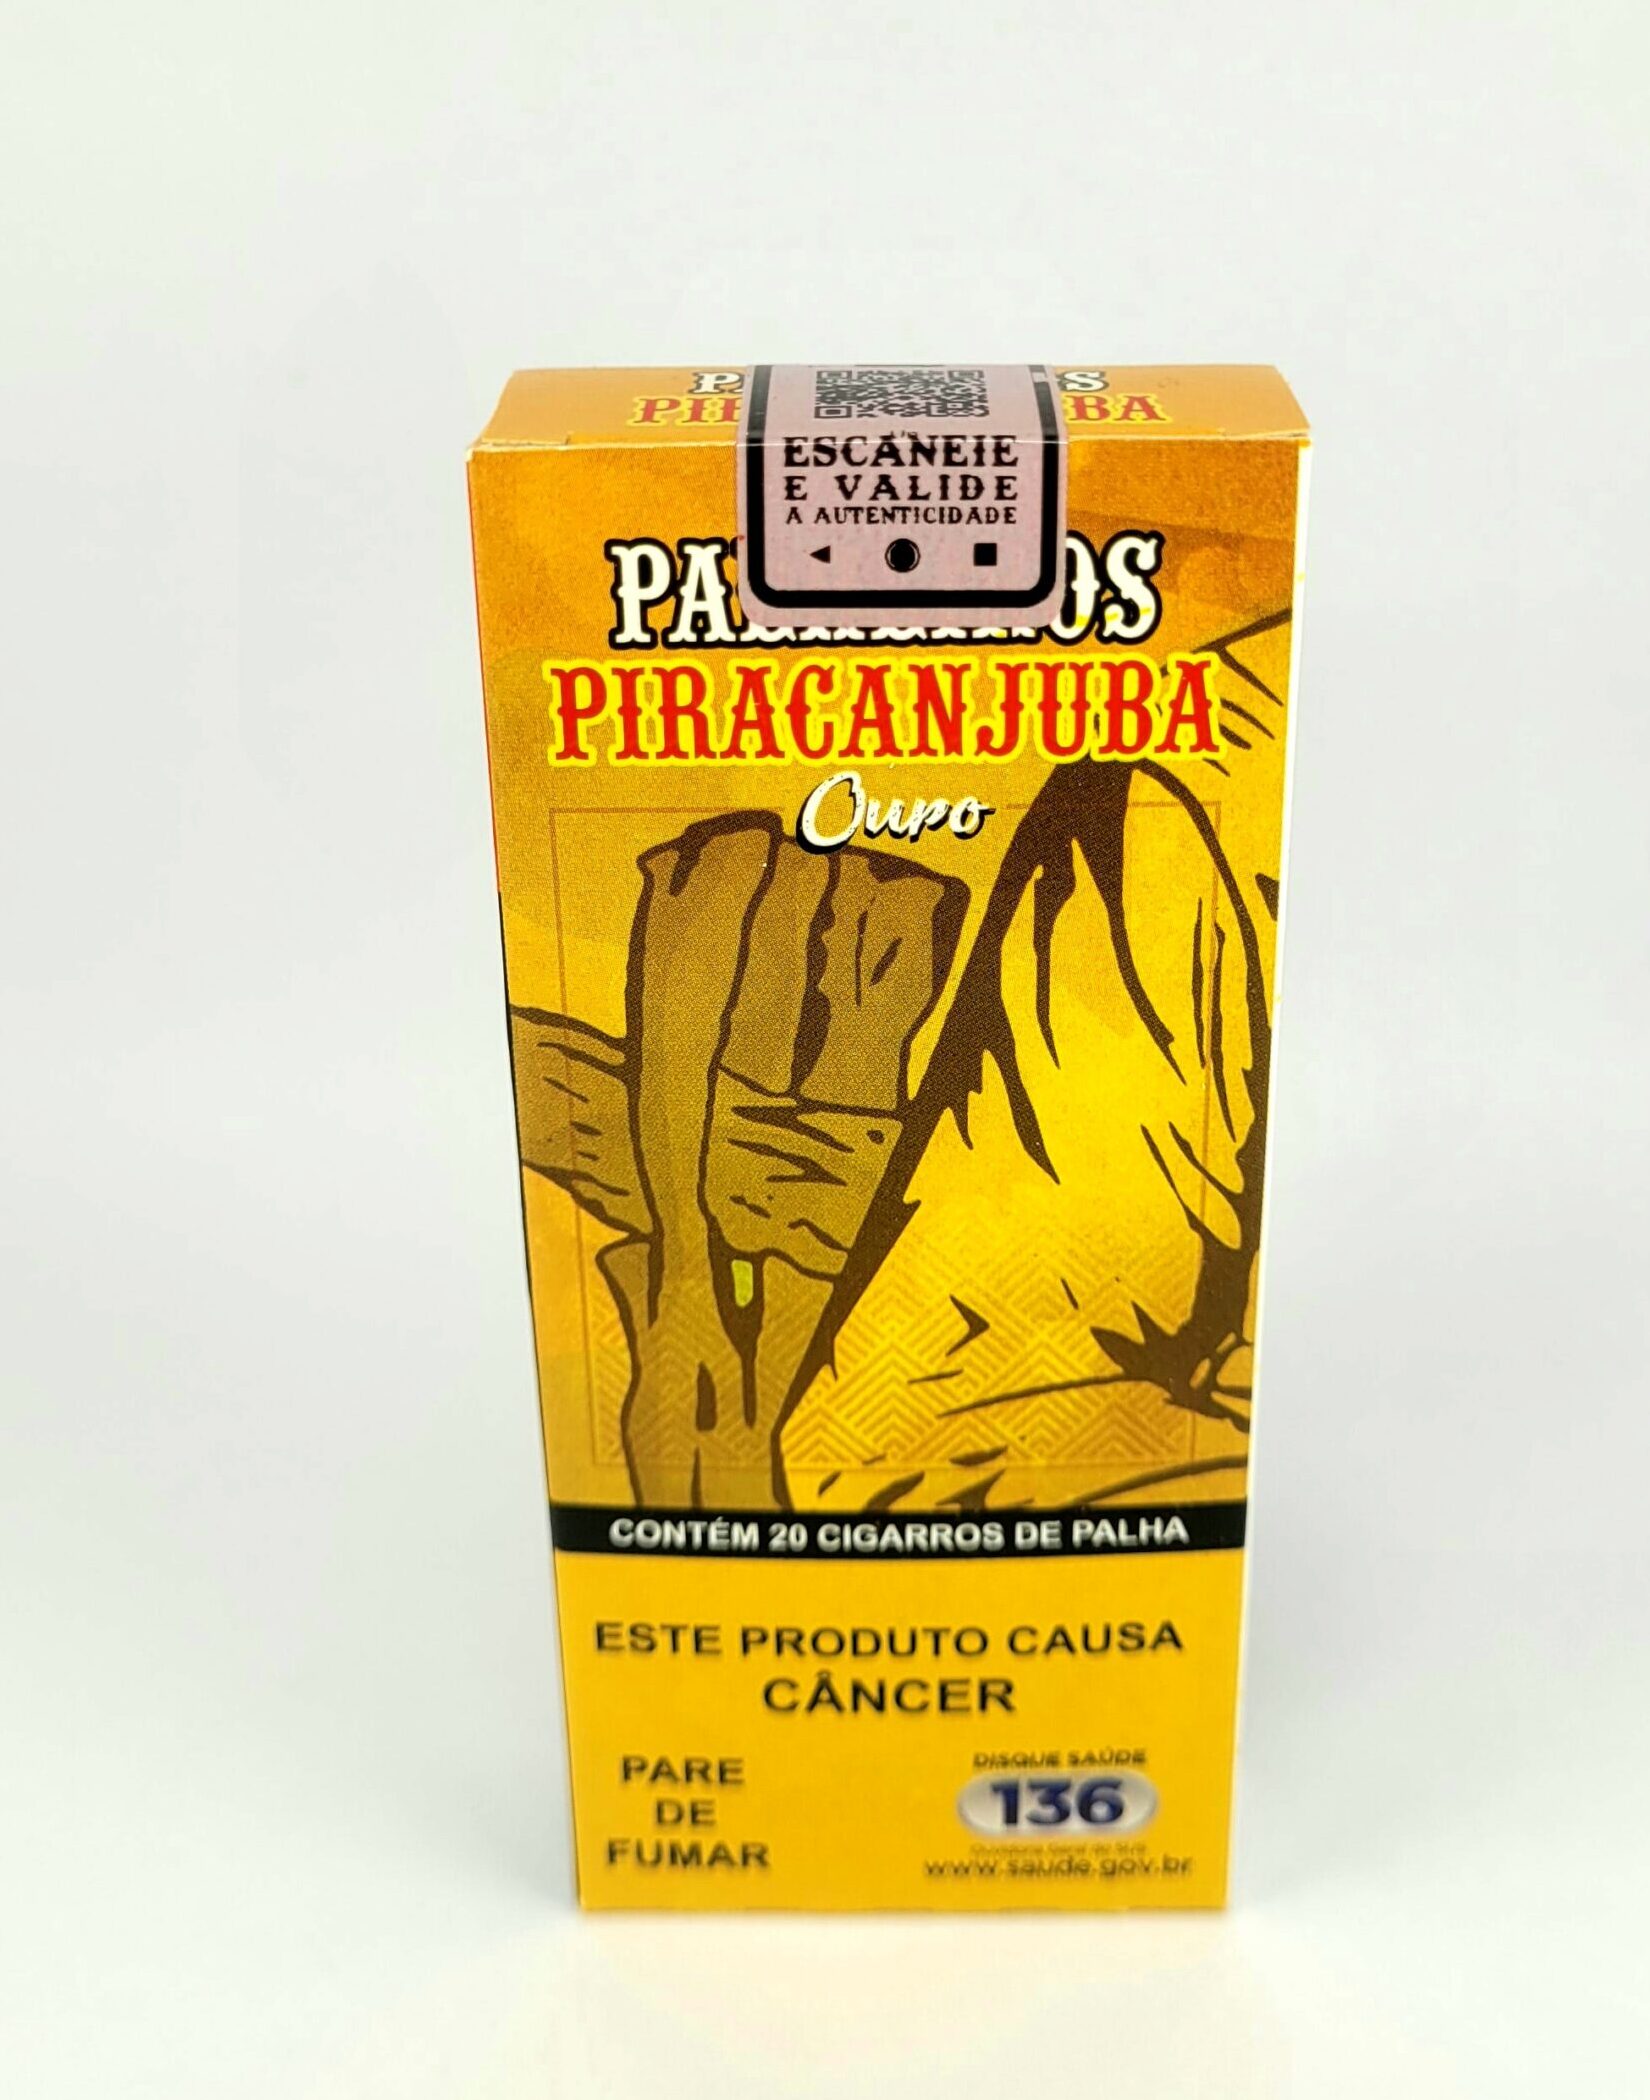 ESCANEIE
E VALIDE
A AUTENTICIDADE
PIRACANJUBA
Ouro
CONTÉM 20 CIGARROS DE PALHA
ESTE PRODUTO CAUSA
CÂNCER
PARE
DE
FUMAR
DISQUE SAÚDE
136
www.saude.gov.br